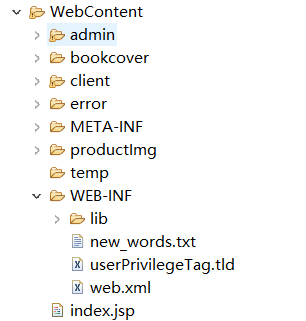 WebContent
admin
bookcover
client
error
META-INF
productImg
temp
WEB-INF
lib
new_words.txt
userPrivilegeTag.tld
web.xml
index.jsp